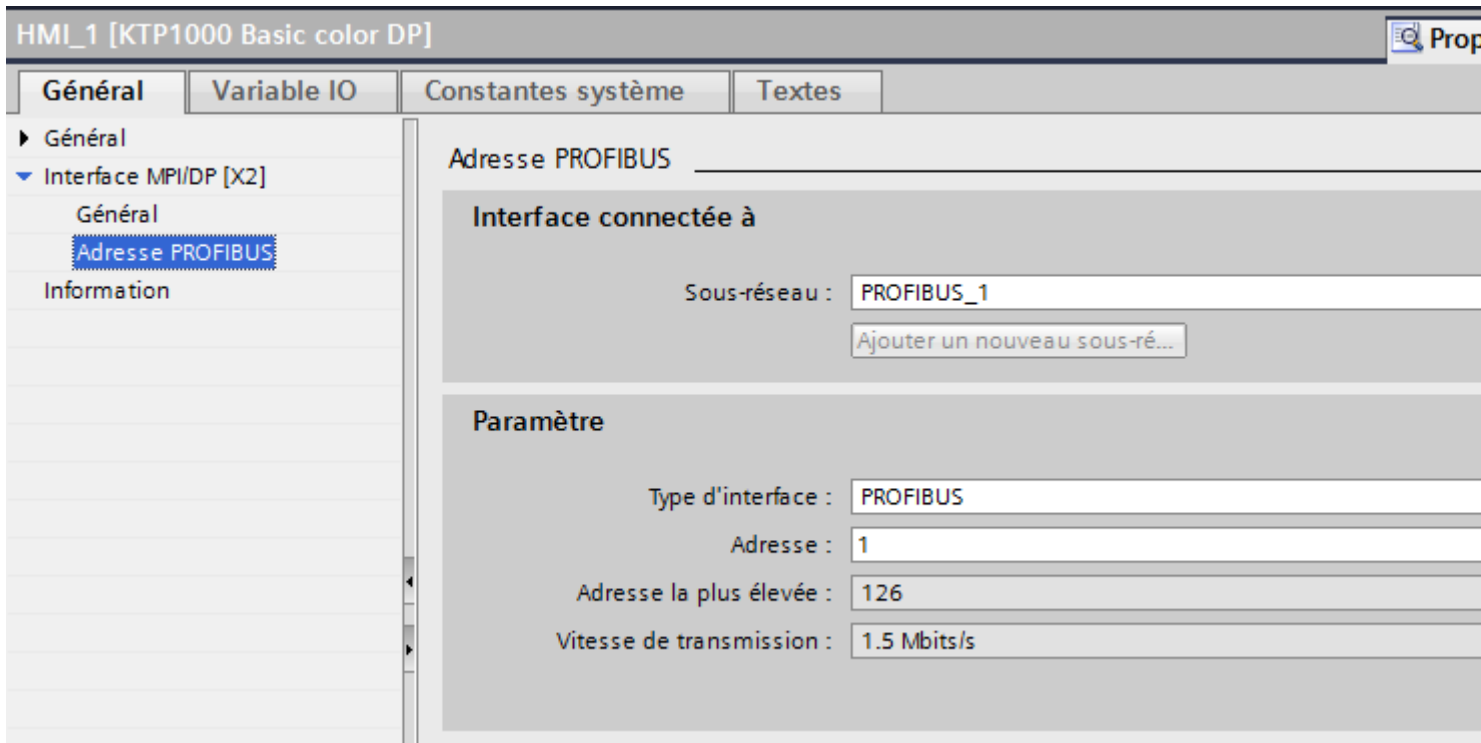 HMI_1 [KTP1000 Basic color DP]
Prop
Général
Variable IO
Constantes système
Textes
Général
Interface MPI/DP [X2]
Général
Adresse PROFIBUS
Information
Adresse PROFIBUS
Interface connectée à
Sous-réseau : PROFIBUS_1
Ajouter un nouveau sous-ré...
Paramètre
Type d'interface : PROFIBUS
Adresse : 1
Adresse la plus élevée : 126
Vitesse de transmission : 1.5 Mbits/s